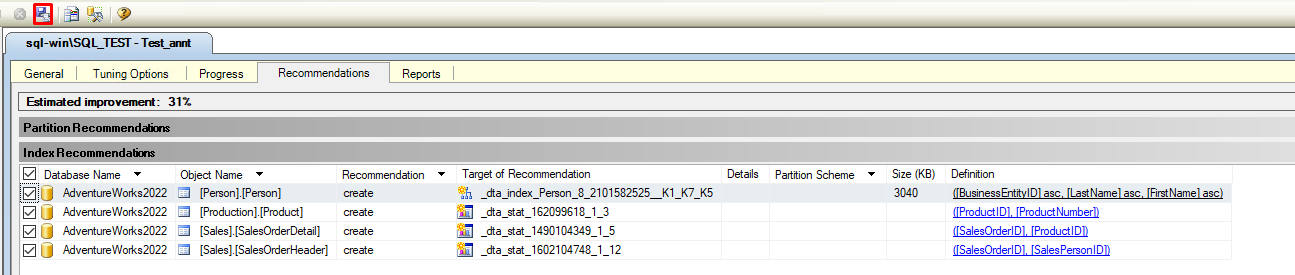 sql-win\SQL_TEST - Test_annt
General Tuning Options Progress Recommendations Reports
Estimated improvement: 31%
Partition Recommendations
Index Recommendations
Database Name Object Name Recommendation Target of Recommendation Details Partition Scheme Size (KB) Definition
AdventureWorks2022 [Person].[Person] create _dta_index_Person_8_2101582525__K1_K7_K5 3040 ([BusinessEntityID] asc, [LastName] asc, [FirstName] asc)
AdventureWorks2022 [Production].[Product] create _dta_stat_162099618_1_3 ([ProductID], [ProductNumber])
AdventureWorks2022 [Sales].[SalesOrderDetail] create _dta_stat_1490104349_1_5 ([SalesOrderID], [ProductID])
AdventureWorks2022 [Sales].[SalesOrderHeader] create _dta_stat_1602104748_1_12 ([SalesOrderID], [SalesPersonID])